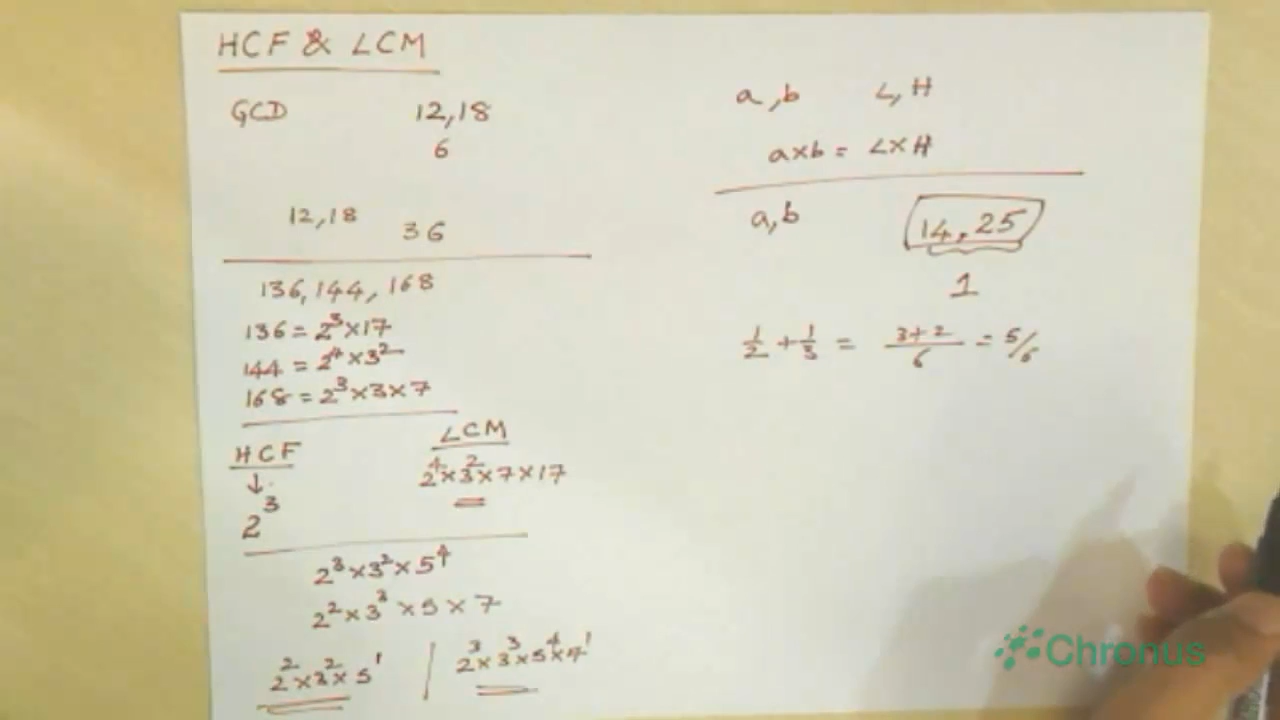 HCF & LCM
GCD 12,18
6
12,18 36
136, 144, 168
136 = 2³×17
144 = 2⁴×3²
168 = 2³×3×7
HCF
↓
2³
LCM
2⁴×3²×7×17
2³×3²×5⁴
2²×3³×5×7
2²×3²×5¹
2³×3³×5⁴×7¹
a,b L,H
a×b = L×H
a,b 14,25
1
1/2 + 1/3 = 3+2/6 = 5/6
Chronus